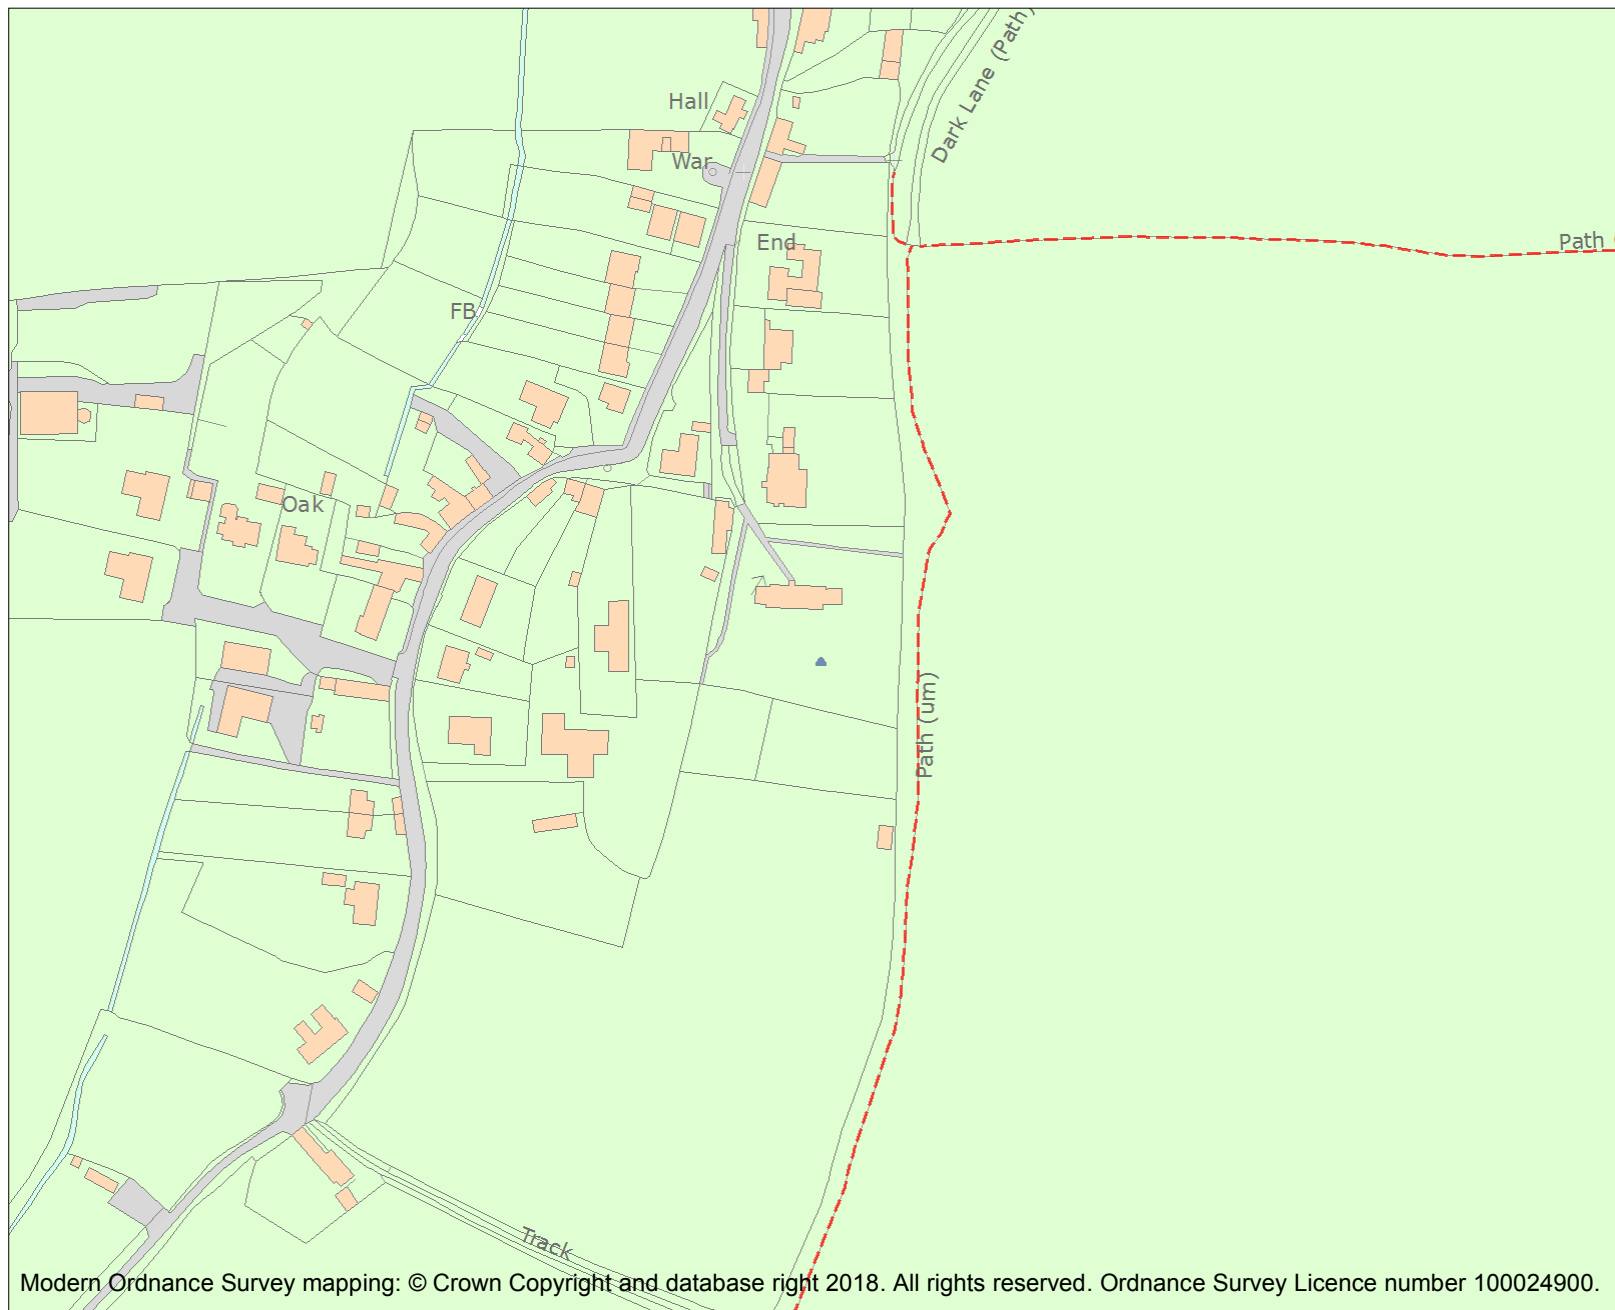 Dark Lane (Path)
Hall
War
End
Path
FB
Oak
Path (um)
Track
Modern Ordnance Survey mapping: © Crown Copyright and database right 2018. All rights reserved. Ordnance Survey Licence number 100024900.